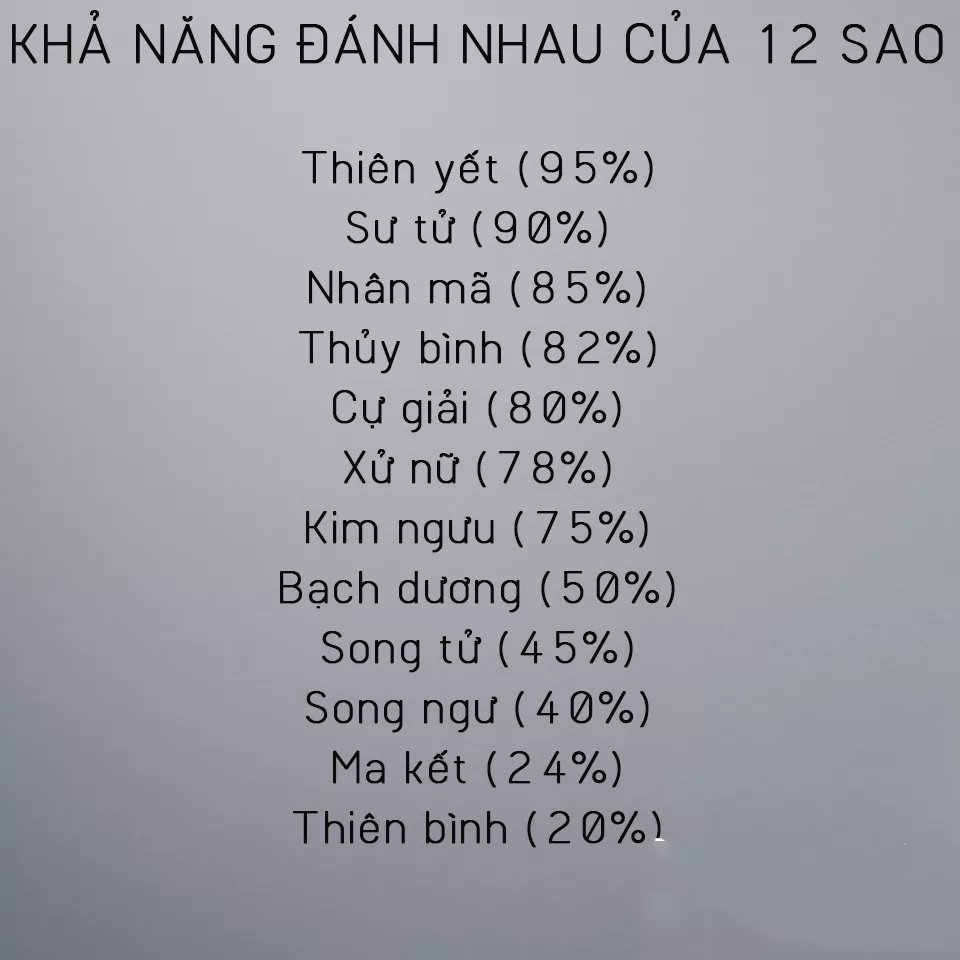 KHẢ NĂNG ĐÁNH NHAU CỦA 12 SAO
Thiên yết (95%)
Sư tử (90%)
Nhân mã (85%)
Thủy bình (82%)
Cự giải (80%)
Xử nữ (78%)
Kim ngưu (75%)
Bạch dương (50%)
Song tử (45%)
Song ngư (40%)
Ma kết (24%)
Thiên bình (20%)